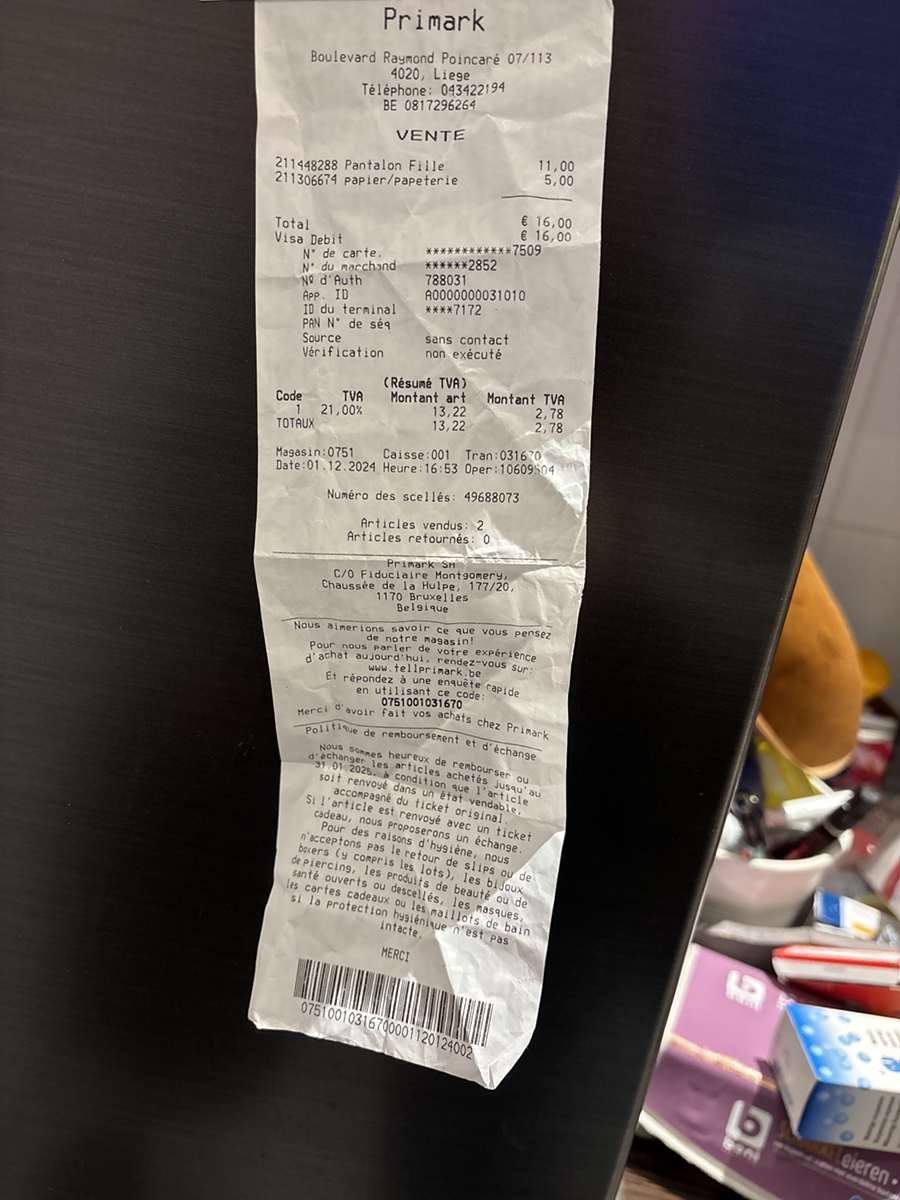 Primark
Boulevard Raymond Poincaré 07/113
4020, Liege
Téléphone: 043422194
BE 0817296264
VENTE
211448288 Pantalon Fille 11,00
211306674 papier/papeterie 5,00
Total € 16,00
Visa Debit € 16,00
N° de carte. ************7509
N° du marchand ******2852
Nº d'Auth 788031
App. ID A0000000031010
ID du terminal ****7172
PAN N° de séq
Source sans contact
Vérification non exécuté
(Résumé TVA)
Code TVA Montant art Montant TVA
1 21,00% 13,22 2,78
TOTAUX 13,22 2,78
Magasin:0751 Caisse:001 Tran:031670
Date:01.12.2024 Heure:16:53 Oper:10609504
Numéro des scellés: 49688073
Articles vendus: 2
Articles retournés: 0
Primark SA
C/O Fiduciaire Montgomery,
Chaussée de la Hulpe, 177/20,
1170 Bruxelles
Belgique
Nous aimerions savoir ce que vous pensez
de notre magasin!
Pour nous parler de votre expérience
d'achat aujourd'hui, rendez-vous sur:
www.tellprimark.be
Et répondez à une enquête rapide
en utilisant ce code:
0751001031670
Merci d'avoir fait vos achats chez Primark
Politique de remboursement et d'échange
Nous sommes heureux de rembourser ou
d'échanger les articles achetés jusqu'au
31.01.2025, à condition que l'article
soit renvoyé dans un état vendable,
accompagné du ticket original.
Si l'article est renvoyé avec un ticket
cadeau, nous proposerons un échange.
Pour des raisons d'hygiène, nous
n'acceptons pas le retour de slips ou de
boxers (y compris les lots), les bijoux
de piercing, les produits de beauté ou de
santé ouverts ou descellés, les masques,
les cartes cadeaux ou les maillots de bain
si la protection hygiénique n'est pas
intacte.
MERCI
07510010316700001120124002
boni
boni
eieren